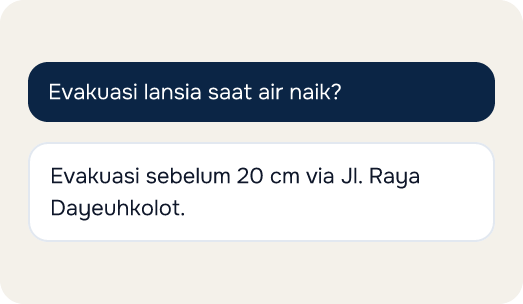 Evakuasi lansia saat air naik?
Evakuasi sebelum 20 cm via Jl. Raya
Dayeuhkolot.